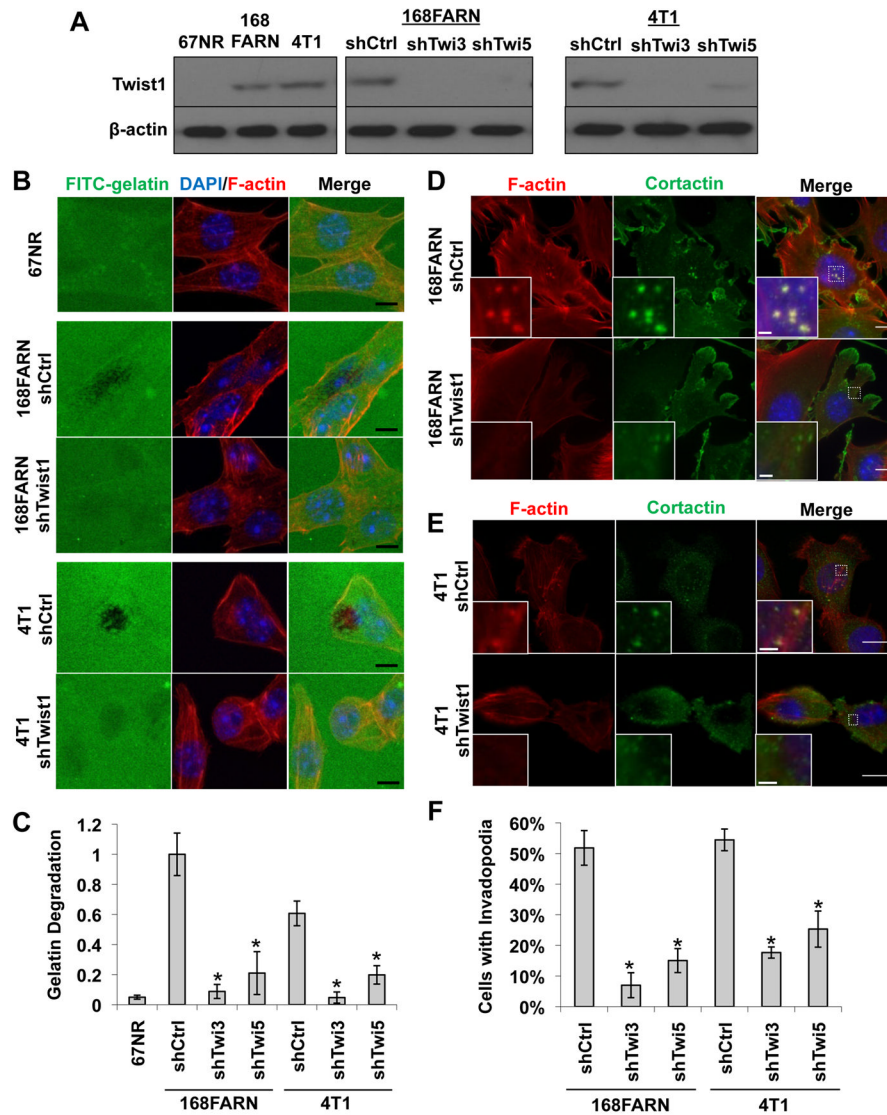 A
168FARN
4T1
168
67NR FARN 4T1
shCtrl shTwi3 shTwi5
shCtrl shTwi3 shTwi5
Twist1
β-actin
B
FITC-gelatin DAPI/F-actin Merge
67NR
168FARN
shCtrl
168FARN
shTwist1
4T1
shCtrl
4T1
shTwist1
C
Gelatin Degradation
1.2
1
0.8
0.6
0.4
0.2
0
* * * *
67NR shCtrl shTwi3 shTwi5 shCtrl shTwi3 shTwi5
168FARN 4T1
D
F-actin Cortactin Merge
168FARN
shCtrl
168FARN
shTwist1
E
F-actin Cortactin Merge
4T1
shCtrl
4T1
shTwist1
F
Cells with Invadopodia
60%
50%
40%
30%
20%
10%
0%
* * * *
shCtrl shTwi3 shTwi5 shCtrl shTwi3 shTwi5
168FARN 4T1